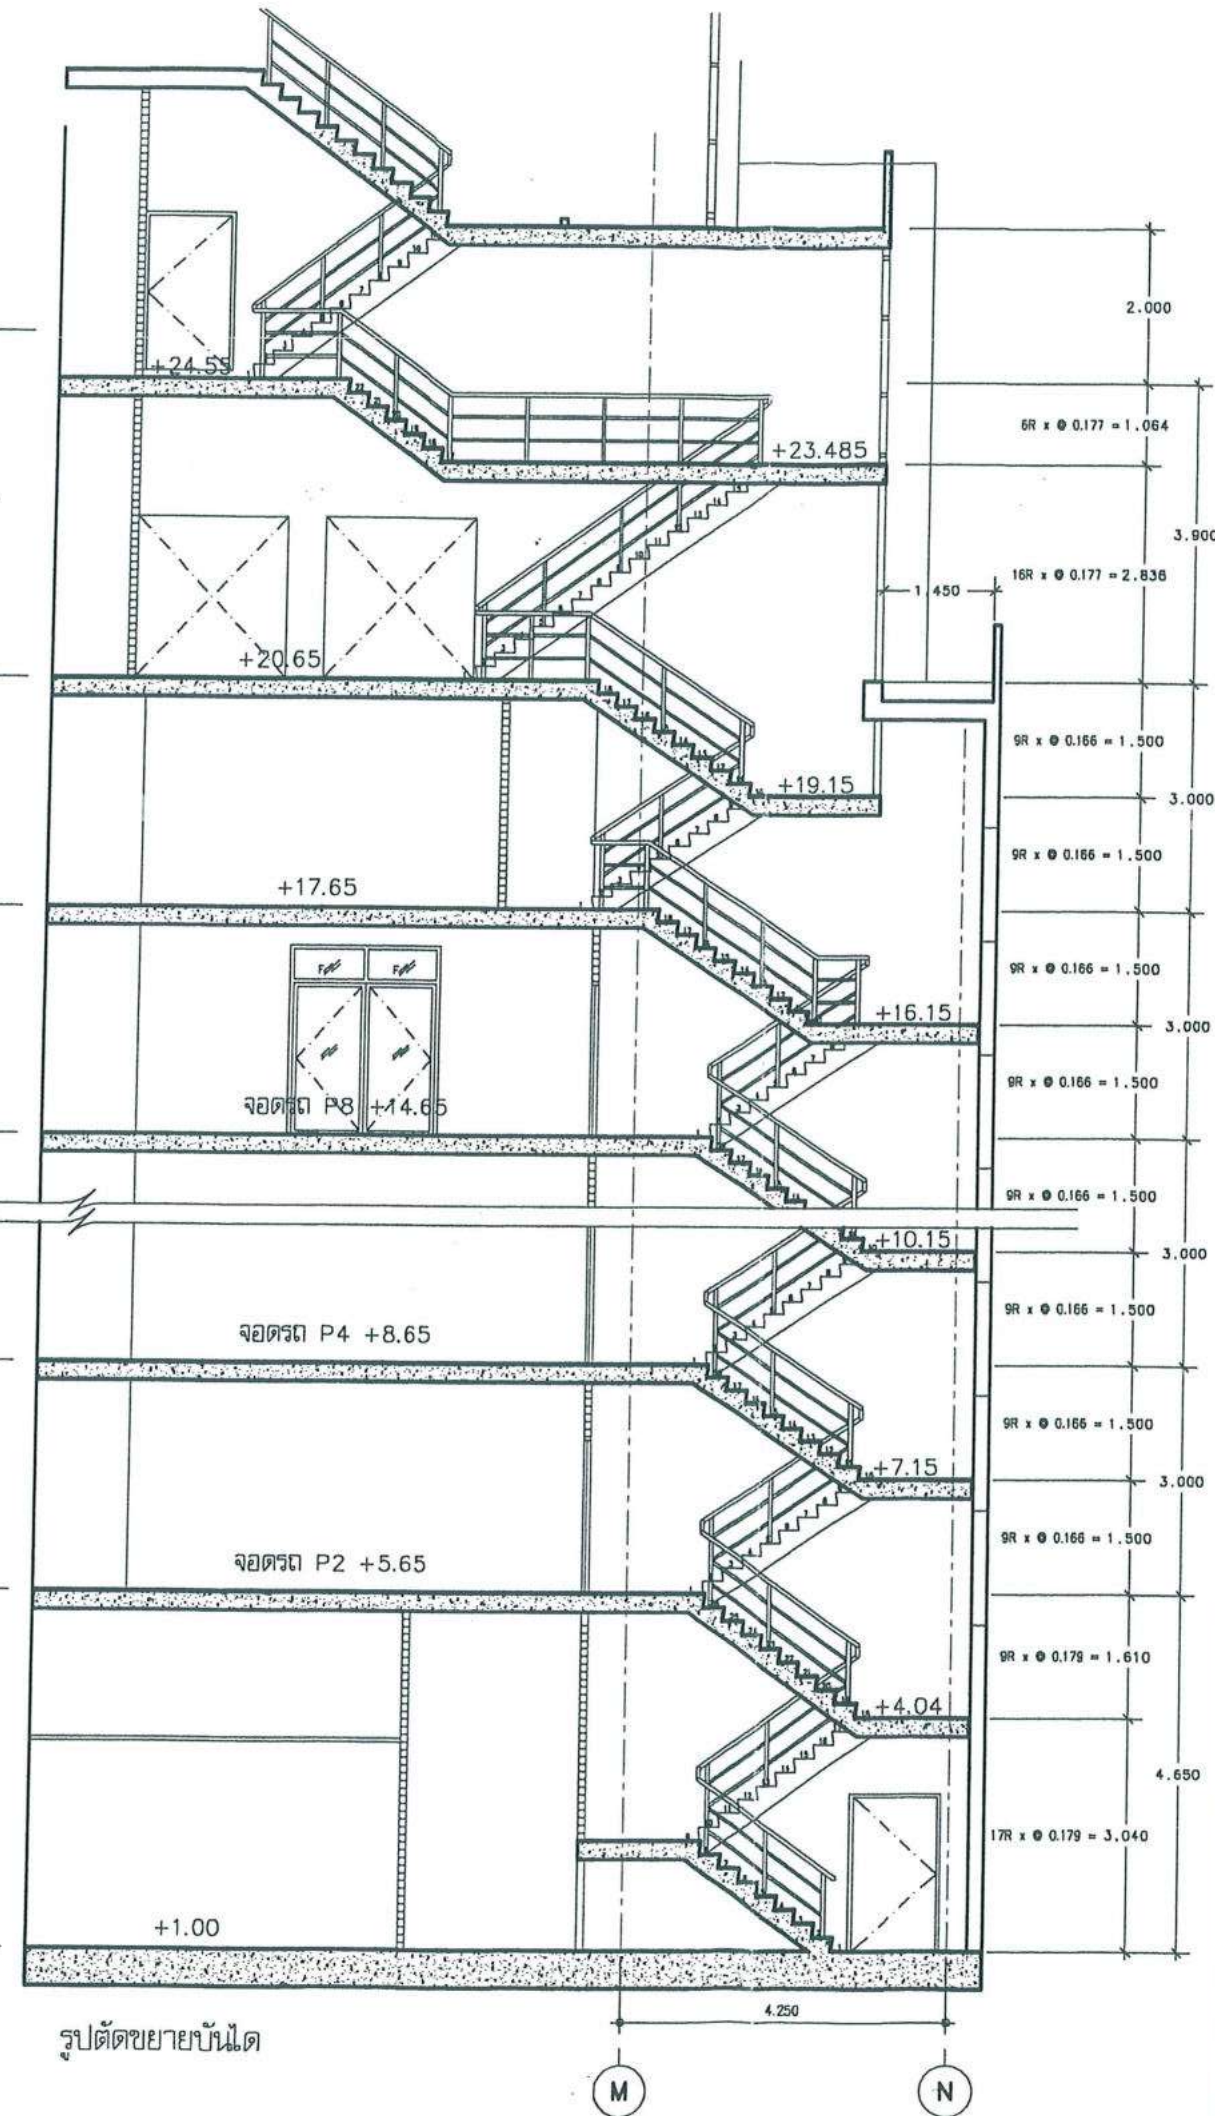 2.000
+24.55
6R x @ 0.177 = 1.064
+23.485
3.900
16R x @ 0.177 = 2.836
1.450
+20.65
9R x @ 0.166 = 1.500
+19.15
3.000
9R x @ 0.166 = 1.500
+17.65
9R x @ 0.166 = 1.500
+16.15
3.000
9R x @ 0.166 = 1.500
จอดรถ P8 +14.65
9R x @ 0.166 = 1.500
+10.15
3.000
9R x @ 0.166 = 1.500
จอดรถ P4 +8.65
9R x @ 0.166 = 1.500
+7.15
3.000
9R x @ 0.166 = 1.500
จอดรถ P2 +5.65
9R x @ 0.179 = 1.610
+4.04
4.650
17R x @ 0.179 = 3.040
+1.00
4.250
รูปตัดขยายบันได
M N